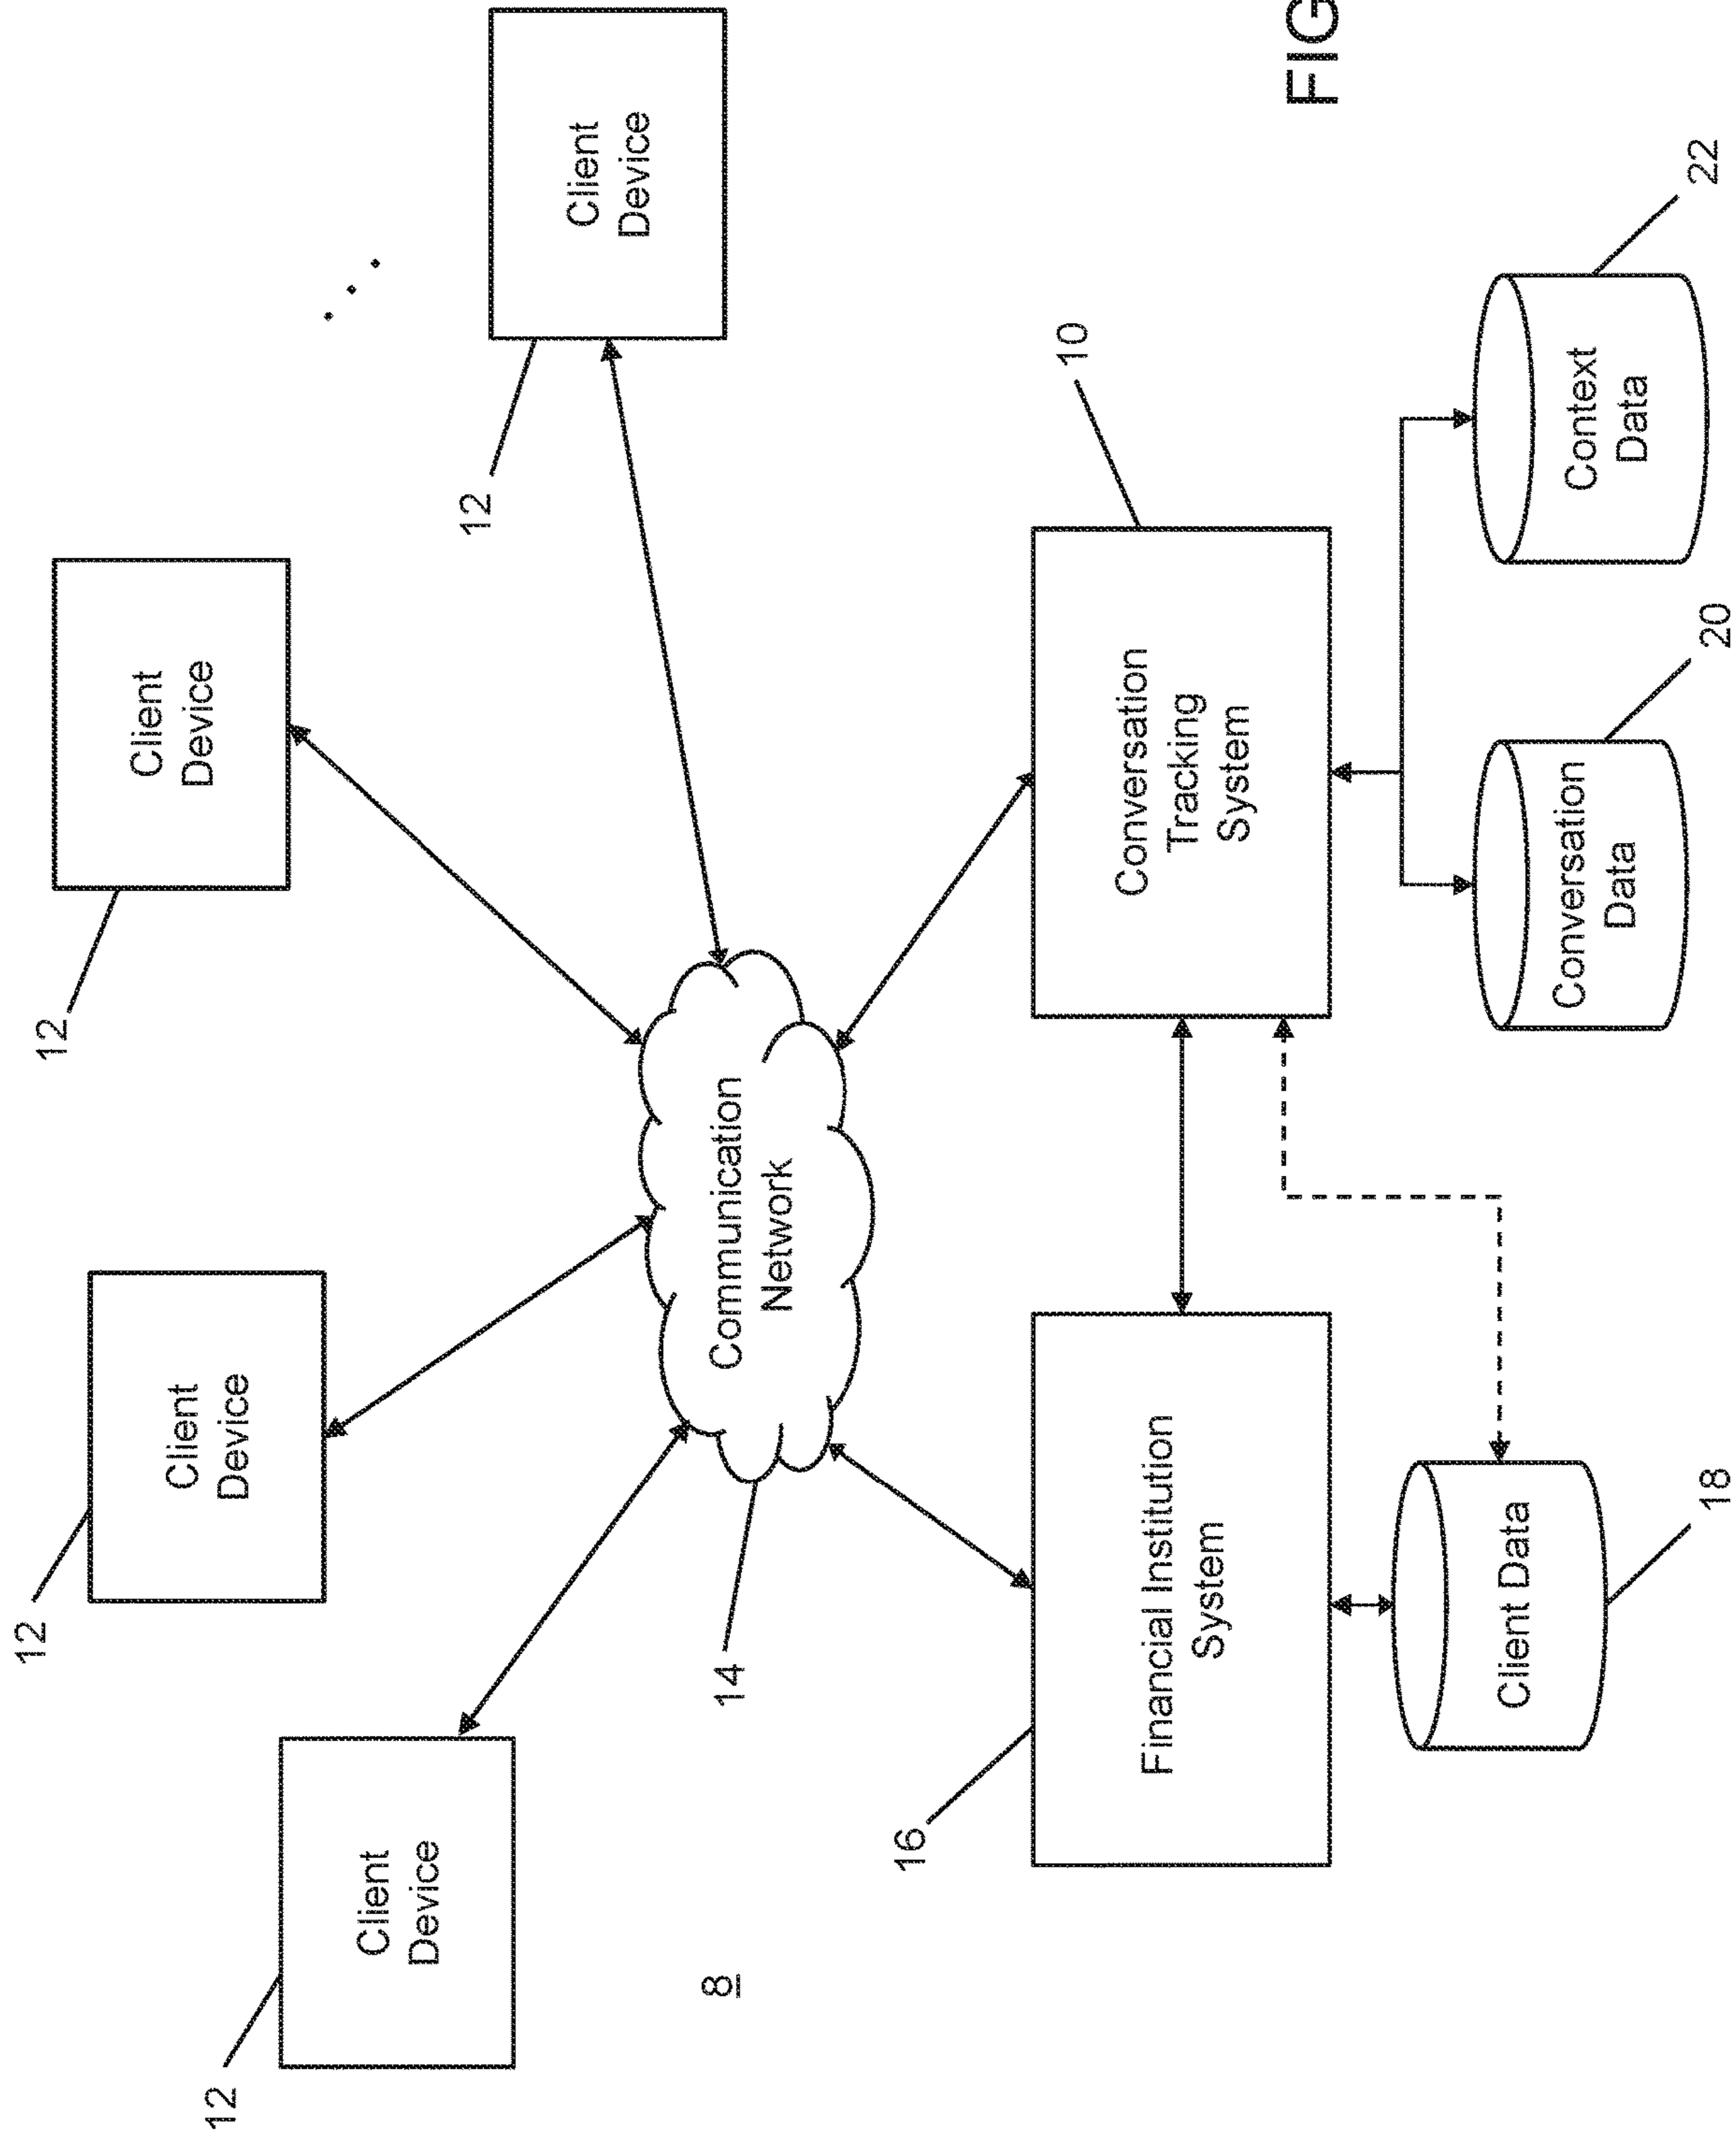 12
Client
Device
12
Client
Device
12
Client
Device
12
Client
Device
8
14
Communication
Network
16
Financial Institution
System
10
Conversation
Tracking
System
Client Data
18
Conversation
Data
20
Context
Data
22
FIG